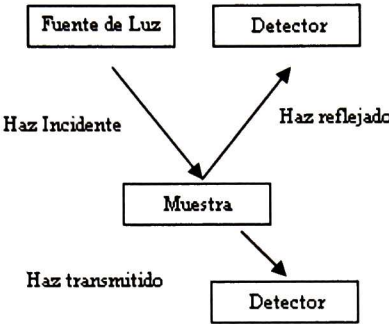 Fuente de Luz
Detector
Haz Incidente
Haz reflejado
Muestra
Haz transmitido
Detector